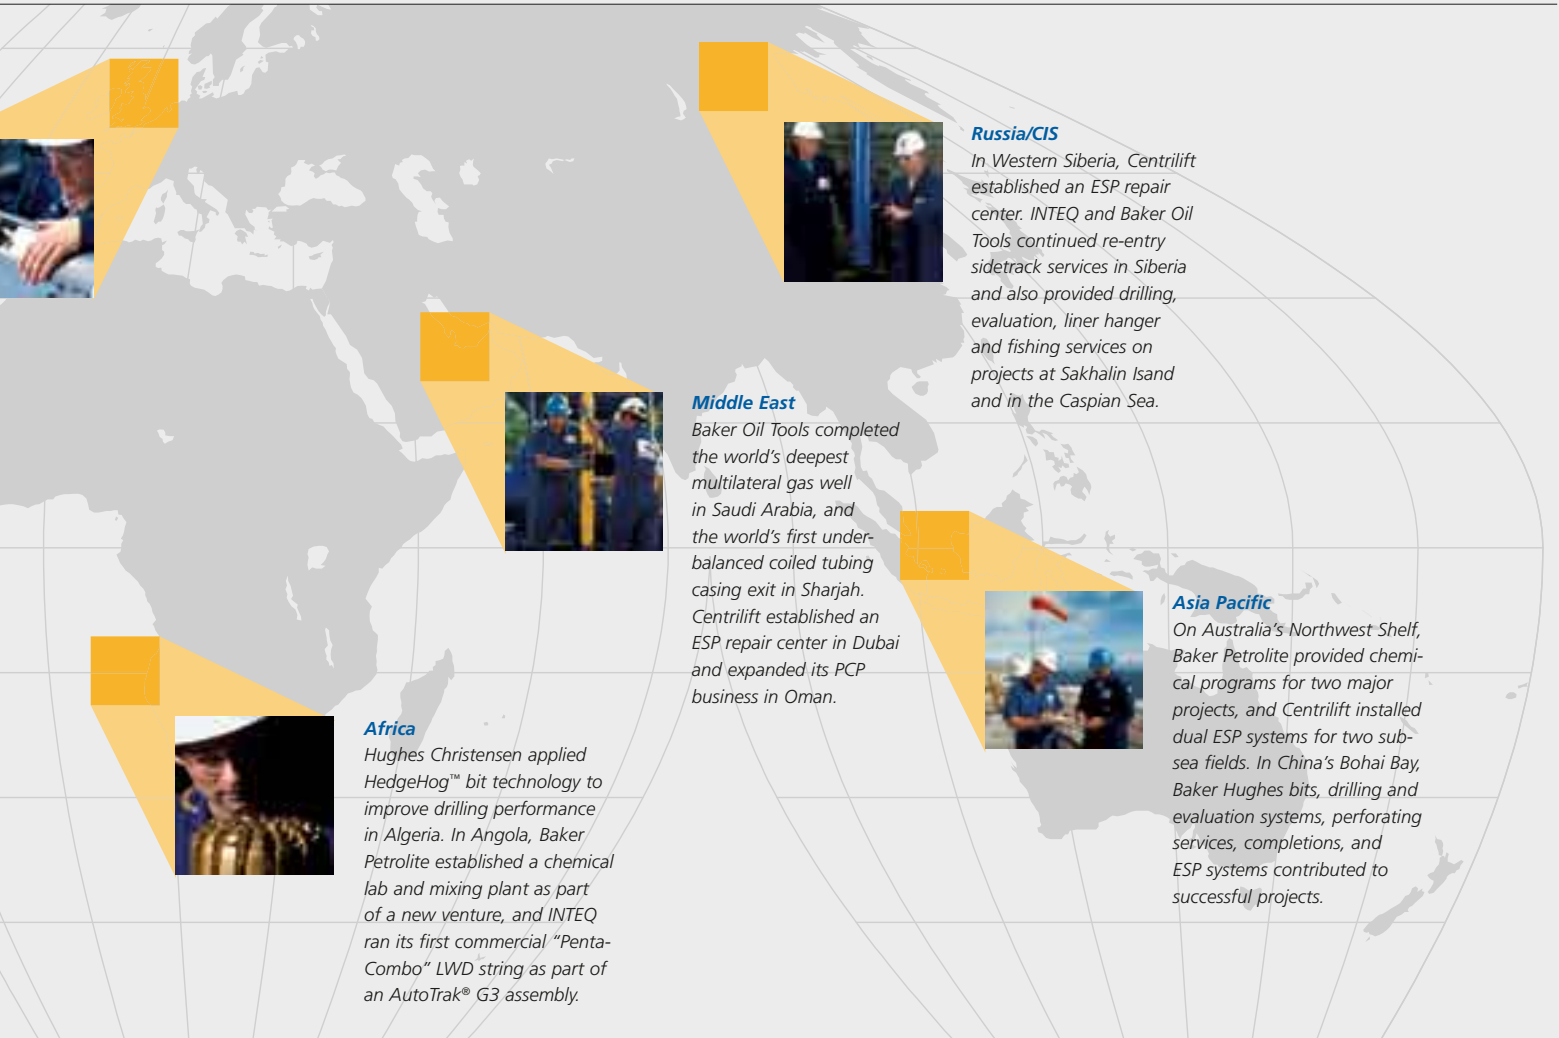 Russia/CIS
In Western Siberia, Centrilift
established an ESP repair
center. INTEQ and Baker Oil
Tools continued re-entry
sidetrack services in Siberia
and also provided drilling,
evaluation, liner hanger
and fishing services on
projects at Sakhalin Isand
and in the Caspian Sea.
Middle East
Baker Oil Tools completed
the world’s deepest
multilateral gas well
in Saudi Arabia, and
the world’s first under-
balanced coiled tubing
casing exit in Sharjah.
Centrilift established an
ESP repair center in Dubai
and expanded its PCP
business in Oman.
Asia Pacific
On Australia’s Northwest Shelf,
Baker Petrolite provided chemi-
cal programs for two major
projects, and Centrilift installed
dual ESP systems for two sub-
sea fields. In China’s Bohai Bay,
Baker Hughes bits, drilling and
evaluation systems, perforating
services, completions, and
ESP systems contributed to
successful projects.
Africa
Hughes Christensen applied
HedgeHog™ bit technology to
improve drilling performance
in Algeria. In Angola, Baker
Petrolite established a chemical
lab and mixing plant as part
of a new venture, and INTEQ
ran its first commercial “Penta-
Combo” LWD string as part of
an AutoTrak® G3 assembly.